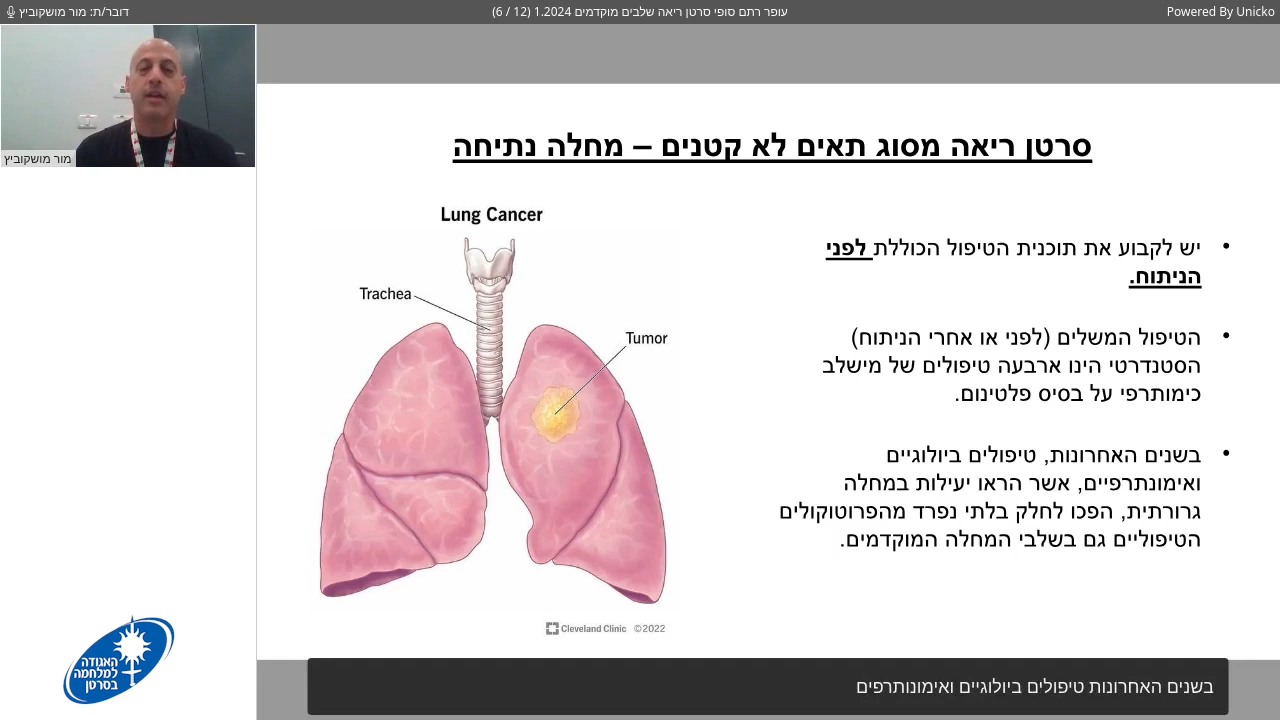 דובר/ת: מור מושקוביץ
עופר רתם סופי סרטן ריאה שלבים מוקדמים 1.2024 (12 / 6)
Powered By Unicko
מור מושקוביץ
סרטן ריאה מסוג תאים לא קטנים – מחלה נתיחה
Lung Cancer
Trachea
Tumor
Cleveland Clinic ©2022
• יש לקבוע את תוכנית הטיפול הכוללת לפני
הניתוח.
• הטיפול המשלים (לפני או אחרי הניתוח)
הסטנדרטי הינו ארבעה טיפולים של מישלב
כימותרפי על בסיס פלטינום.
• בשנים האחרונות, טיפולים ביולוגיים
ואימונתרפיים, אשר הראו יעילות במחלה
גרורתית, הפכו לחלק בלתי נפרד מהפרוטוקולים
הטיפוליים גם בשלבי המחלה המוקדמים.
האגודה
למלחמה
בסרטן
בשנים האחרונות טיפולים ביולוגיים ואימונותרפים